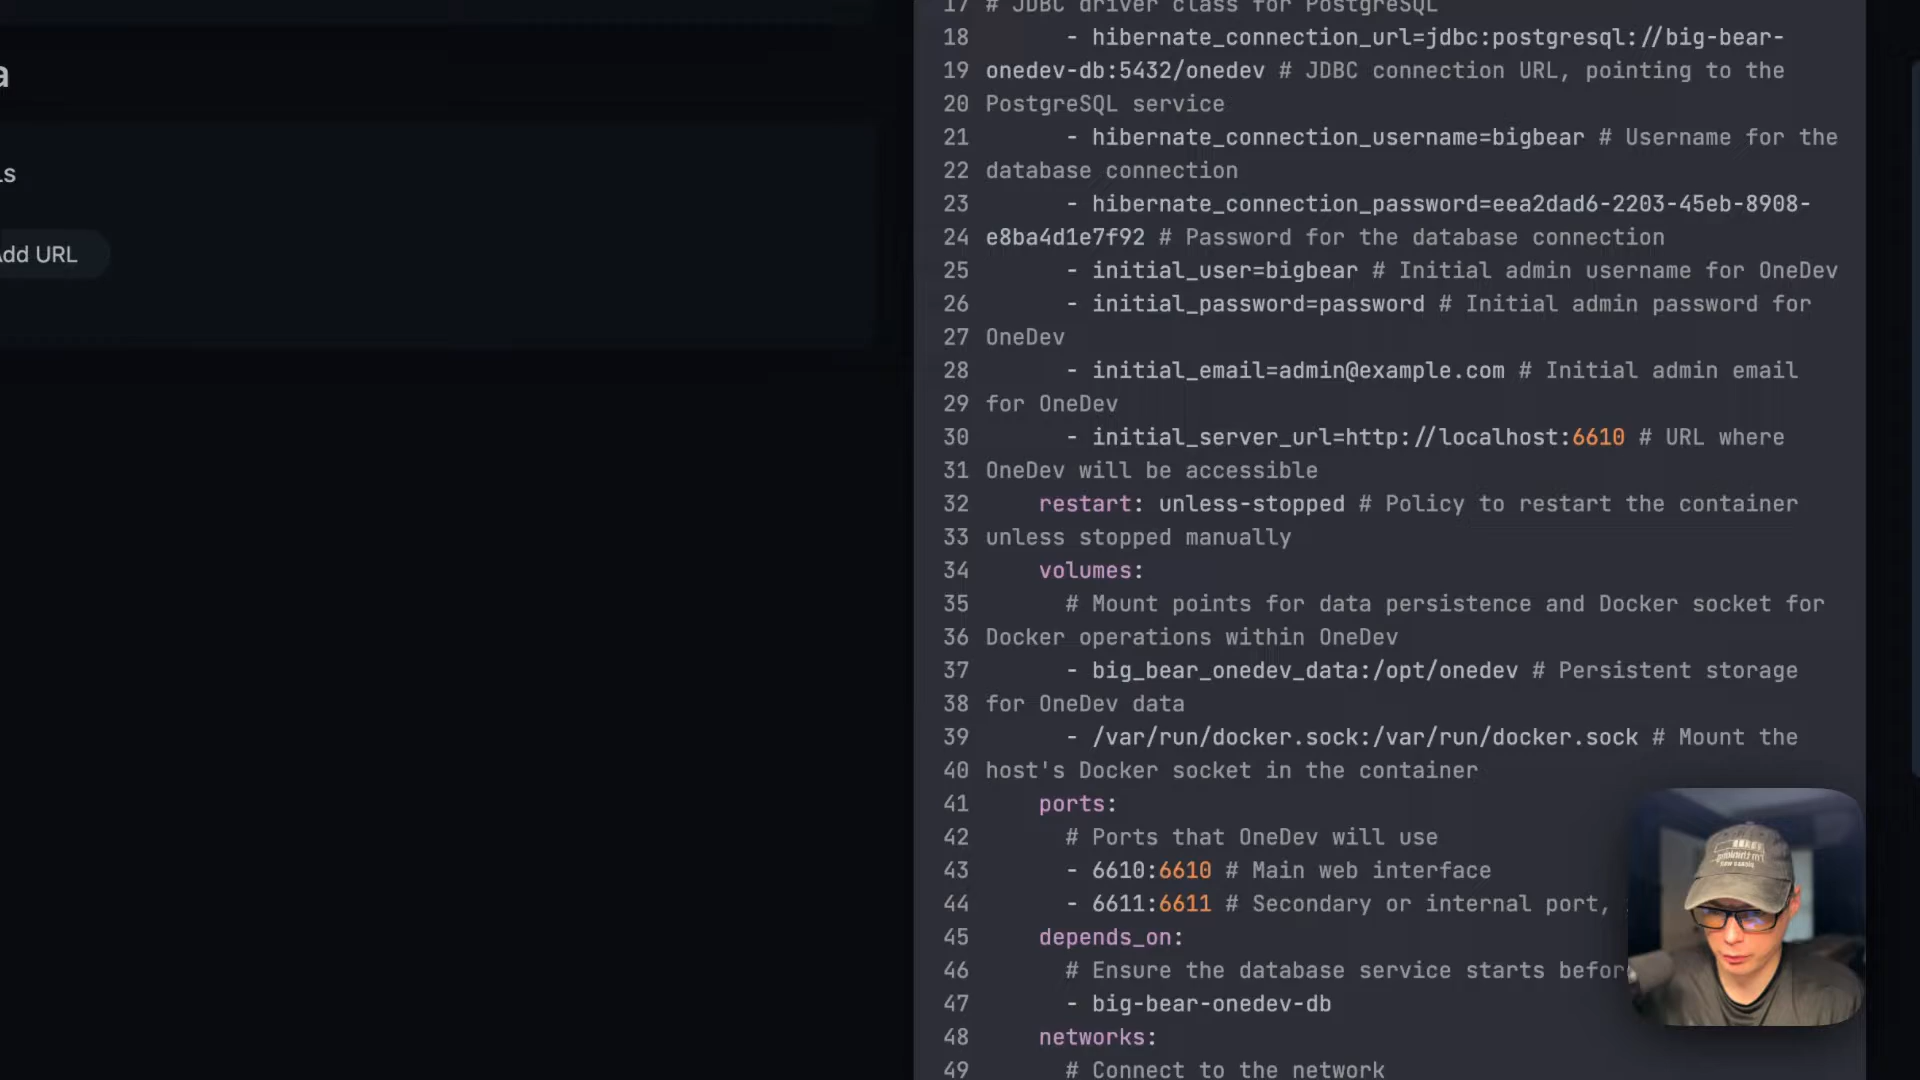 a
Ls
Add URL
17 # JDBC driver class for PostgreSQL
18 - hibernate_connection_url=jdbc:postgresql://big-bear-
19 onedev-db:5432/onedev # JDBC connection URL, pointing to the
20 PostgreSQL service
21 - hibernate_connection_username=bigbear # Username for the
22 database connection
23 - hibernate_connection_password=eea2dad6-2203-45eb-8908-
24 e8ba4d1e7f92 # Password for the database connection
25 - initial_user=bigbear # Initial admin username for OneDev
26 - initial_password=password # Initial admin password for
27 OneDev
28 - initial_email=admin@example.com # Initial admin email
29 for OneDev
30 - initial_server_url=http://localhost:6610 # URL where
31 OneDev will be accessible
32 restart: unless-stopped # Policy to restart the container
33 unless stopped manually
34 volumes:
35 # Mount points for data persistence and Docker socket for
36 Docker operations within OneDev
37 - big_bear_onedev_data:/opt/onedev # Persistent storage
38 for OneDev data
39 - /var/run/docker.sock:/var/run/docker.sock # Mount the
40 host's Docker socket in the container
41 ports:
42 # Ports that OneDev will use
43 - 6610:6610 # Main web interface
44 - 6611:6611 # Secondary or internal port,
45 depends_on:
46 # Ensure the database service starts befor
47 - big-bear-onedev-db
48 networks:
49 # Connect to the network